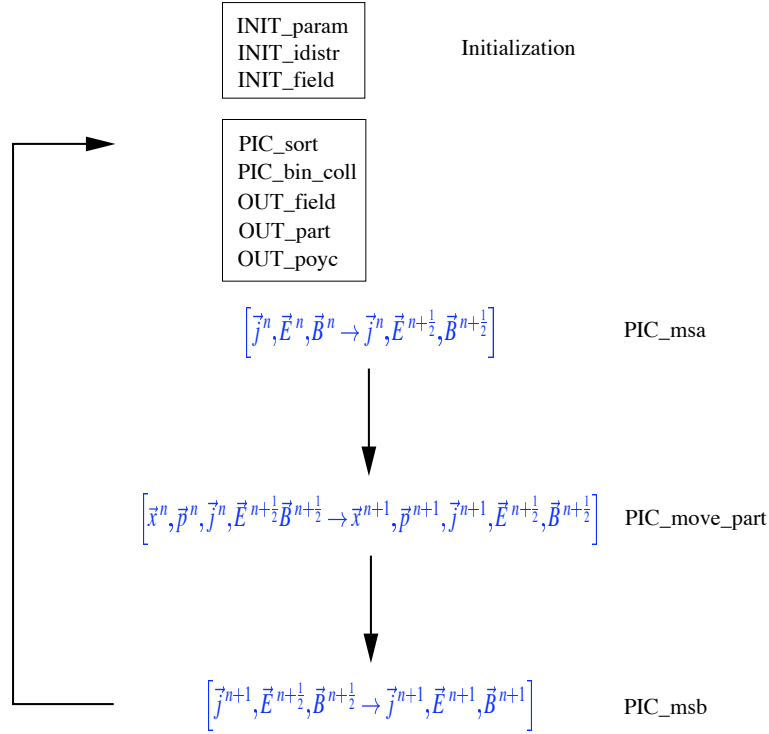 INIT_param
INIT_idistr
INIT_field
Initialization
PIC_sort
PIC_bin_coll
OUT_field
OUT_part
OUT_poyc
[j⃗^n, E⃗^n, B⃗^n → j⃗^n, E⃗^{n+1/2}, B⃗^{n+1/2}] PIC_msa
[x⃗^n, p⃗^n, j⃗^n, E⃗^{n+1/2} B⃗^{n+1/2} → x⃗^{n+1}, p⃗^{n+1}, j⃗^{n+1}, E⃗^{n+1/2}, B⃗^{n+1/2}] PIC_move_part
[j⃗^{n+1}, E⃗^{n+1/2}, B⃗^{n+1/2} → j⃗^{n+1}, E⃗^{n+1}, B⃗^{n+1}] PIC_msb